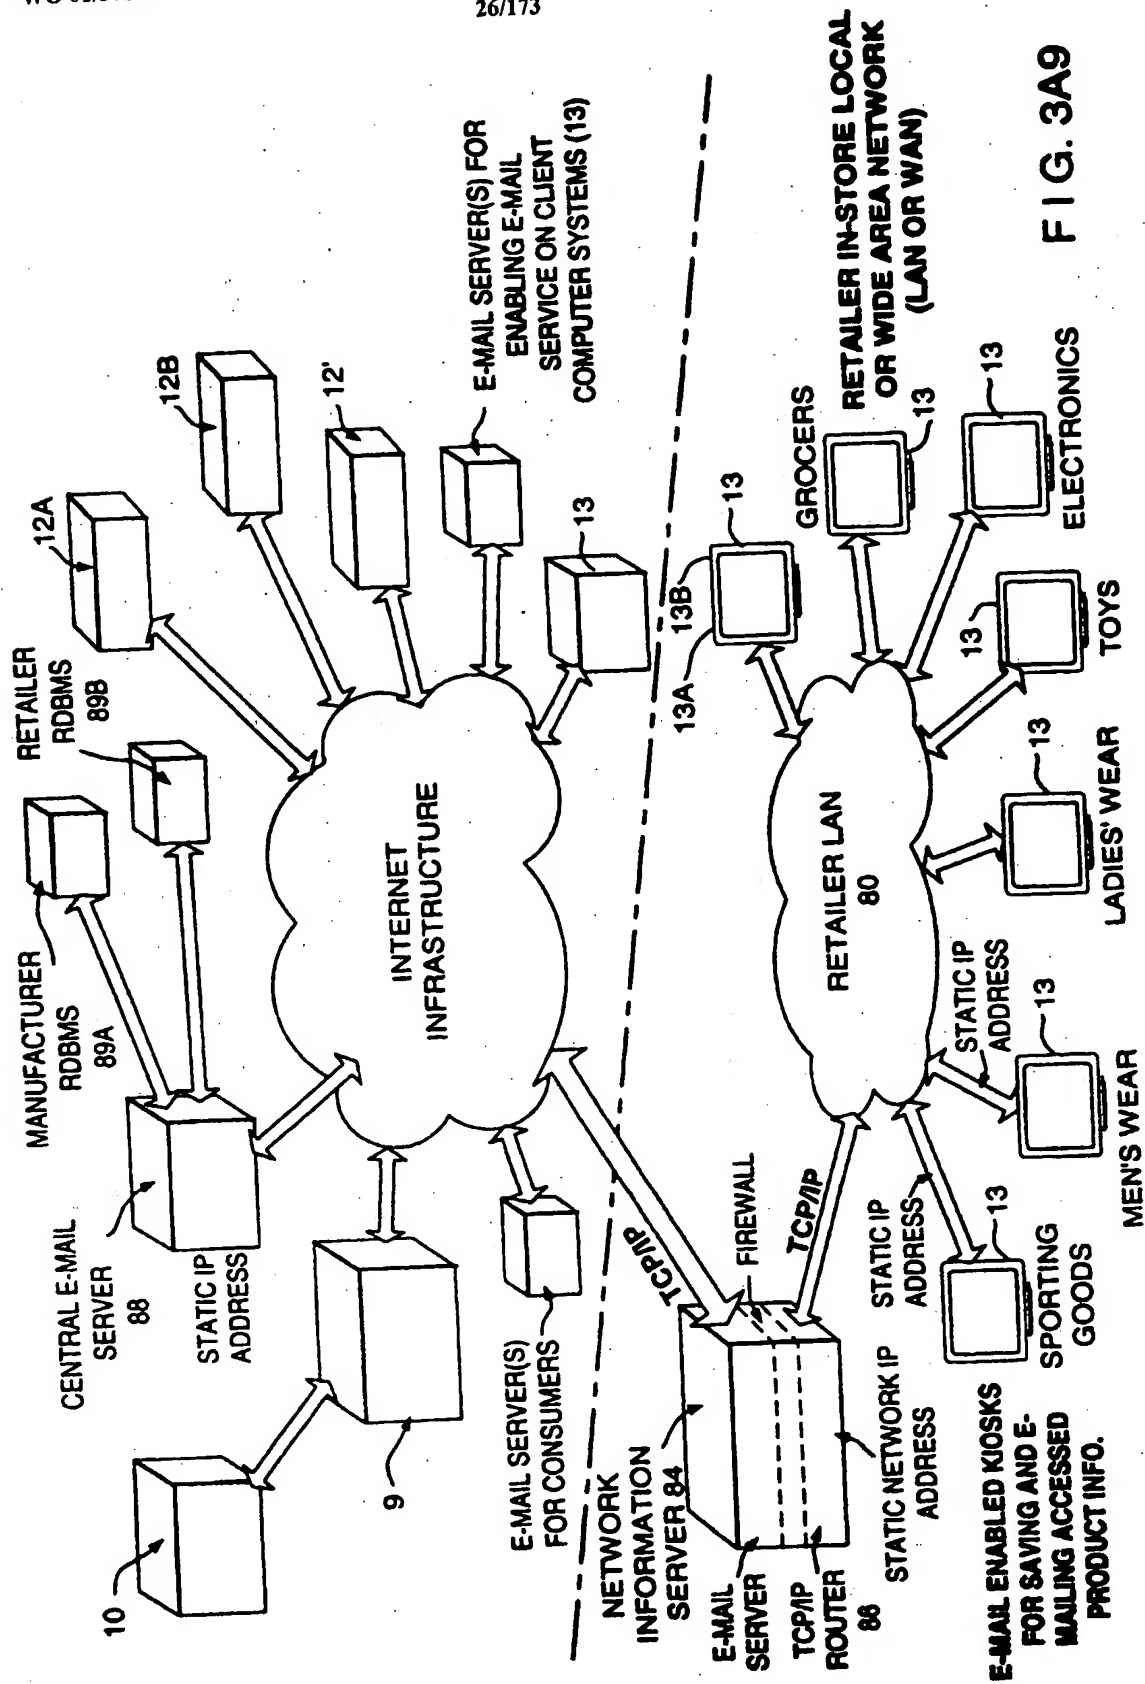 26/173
10
9
CENTRAL E-MAIL
SERVER
88
STATIC IP
ADDRESS
MANUFACTURER
RDBMS
89A
RETAILER
RDBMS
89B
12A
12B
12'
E-MAIL SERVER(S) FOR
ENABLING E-MAIL
SERVICE ON CLIENT
COMPUTER SYSTEMS (13)
13
INTERNET
INFRASTRUCTURE
E-MAIL SERVER(S)
FOR CONSUMERS
NETWORK
INFORMATION
SERVER 84
TCP/IP
FIREWALL
TCP/IP
E-MAIL
SERVER
TCP/IP
ROUTER
86
STATIC NETWORK IP
ADDRESS
STATIC IP
ADDRESS
STATIC IP
ADDRESS
RETAILER LAN
80
13A
13B
13
GROCERS
13
RETAILER IN-STORE LOCAL
OR WIDE AREA NETWORK
(LAN OR WAN)
13
ELECTRONICS
13
TOYS
13
LADIES' WEAR
13
MEN'S WEAR
13
SPORTING
GOODS
E-MAIL ENABLED KIOSKS
FOR SAVING AND E-
MAILING ACCESSED
PRODUCT INFO.
FIG. 3A9